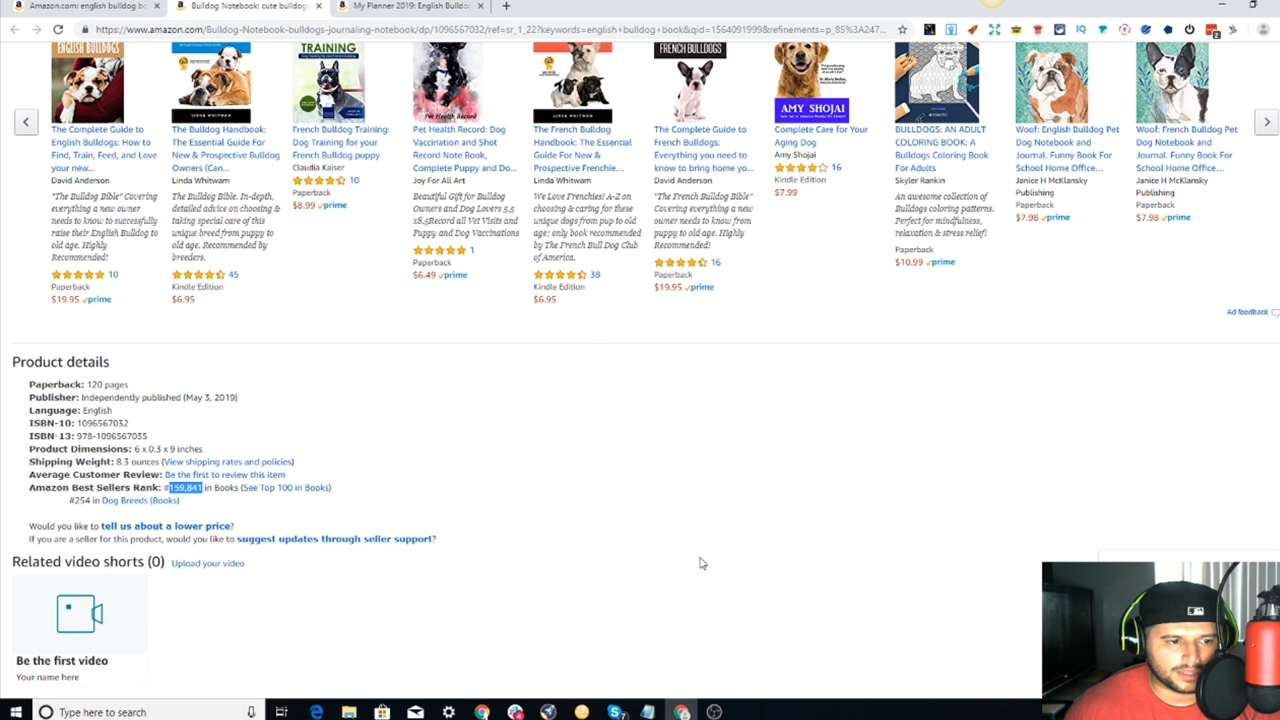 Amazon.com: english bulldog bo
Bulldog Notebook: cute bulldog
My Planner 2019: English Bulldog
https://www.amazon.com/Bulldog-Notebook-bulldogs-journaling-notebook/dp/1096567032/ref=sr_1_22?keywords=english+bulldog+book&qid=1564091999&refinements=p_85%3A247...
ENGLISH BULLDOGS
TRAINING
FRENCH BULLDOGS
LINDA WHITWAM
Pet Health Record
LINDA WHITWAM
AMY SHOJAI
The Complete Guide to
English Bulldogs: How to
Find, Train, Feed, and Love
your new...
David Anderson
"The Bulldog Bible" Covering
everything a new owner
needs to know to successfully
raise their English Bulldog to
old age. Highly
Recommended!
10
Paperback
$19.95 prime
The Bulldog Handbook:
The Essential Guide For
New & Prospective Bulldog
Owners (Can...
Linda Whitwam
The Bulldog Bible. In-depth,
detailed advice on choosing &
taking special care of this
unique breed from puppy to
old age. Recommended by
breeders.
45
Kindle Edition
$6.95
French Bulldog Training:
Dog Training for your
French Bulldog puppy
Claudia Kaiser
10
Paperback
$8.99 prime
Pet Health Record: Dog
Vaccination and Shot
Record Note Book,
Complete Puppy and Do...
Joy For All Art
Beautiful Gift for Bulldog
Owners and Dog Lovers 5.5
x8.5Record all Vet Visits and
Puppy and Dog Vaccinations
1
Paperback
$6.49 prime
The French Bulldog
Handbook: The Essential
Guide For New &
Prospective Frenchie...
Linda Whitwam
We Love Frenchies! A-Z on
choosing & caring for these
unique dogs from pup to old
age; only book recommended
by The French Bull Dog Club
of America.
38
Kindle Edition
$6.95
The Complete Guide to
French Bulldogs:
Everything you need to
know to bring home yo...
David Anderson
"The French Bulldog Bible"
Covering everything a new
owner needs to know from
puppy to old age. Highly
Recommended!
16
Paperback
$19.95 prime
Complete Care for Your
Aging Dog
Amy Shojai
16
Kindle Edition
$7.99
BULLDOGS: AN ADULT
COLORING BOOK: A
Bulldogs Coloring Book
For Adults
Skyler Rankin
An awesome collection of
Bulldogs coloring patterns.
Perfect for mindfulness,
relaxation & stress relief!
Paperback
$10.99 prime
Woof: English Bulldog Pet
Dog Notebook and
Journal. Funny Book For
School Home Office...
Janice H McKlansky
Publishing
Paperback
$7.98 prime
Woof: French Bulldog Pet
Dog Notebook and
Journal. Funny Book For
School Home Office...
Janice H McKlansky
Publishing
Paperback
$7.98 prime
Ad feedback
Product details
Paperback: 120 pages
Publisher: Independently published (May 3, 2019)
Language: English
ISBN-10: 1096567032
ISBN-13: 978-1096567035
Product Dimensions: 6 x 0.3 x 9 inches
Shipping Weight: 8.3 ounces (View shipping rates and policies)
Average Customer Review: Be the first to review this item
Amazon Best Sellers Rank: #159,841 in Books (See Top 100 in Books)
#254 in Dog Breeds (Books)
Would you like to tell us about a lower price?
If you are a seller for this product, would you like to suggest updates through seller support?
Related video shorts (0) Upload your video
Be the first video
Your name here
Type here to search